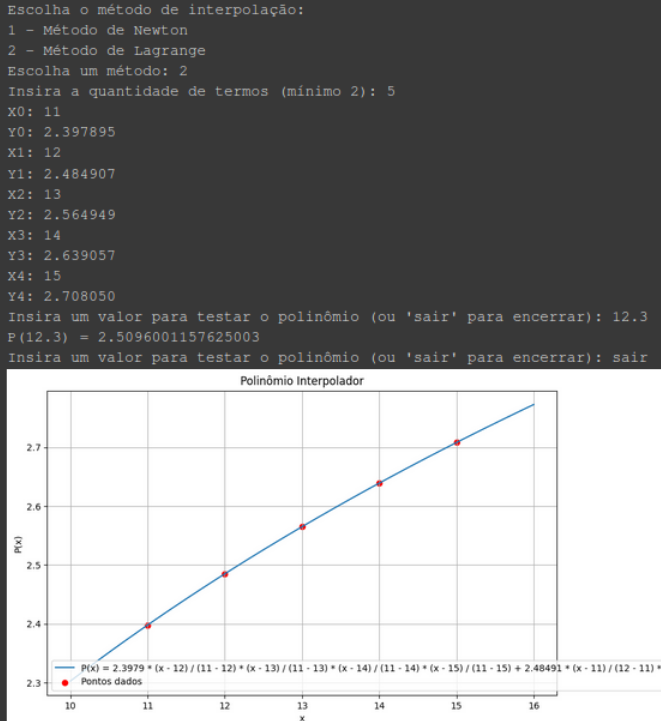 Escolha o método de interpolação:
1 - Método de Newton
2 - Método de Lagrange
Escolha um método: 2
Insira a quantidade de termos (mínimo 2): 5
X0: 11
Y0: 2.397895
X1: 12
Y1: 2.484907
X2: 13
Y2: 2.564949
X3: 14
Y3: 2.639057
X4: 15
Y4: 2.708050
Insira um valor para testar o polinômio (ou 'sair' para encerrar): 12.3
P(12.3) = 2.5096001157625003
Insira um valor para testar o polinômio (ou 'sair' para encerrar): sair
Polinômio Interpolador
2.7
2.6
P(x)
2.5
2.4
P(x) = 2.3979 * (x - 12) / (11 - 12) * (x - 13) / (11 - 13) * (x - 14) / (11 - 14) * (x - 15) / (11 - 15) + 2.48491 * (x - 11) / (12 - 11) *
Pontos dados
2.3
10 11 12 13 14 15 16
x